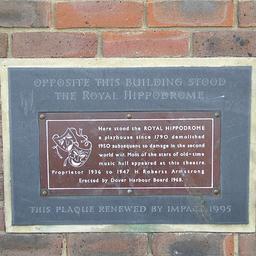 OPPOSITE THIS BUILDING STOOD
THE ROYAL HIPPODROME
Here stood the ROYAL HIPPODROME
a playhouse since 1790 demolished
1950 subsequent to damage in the second
world war. Most of the stars of old-time
music hall appeared at this theatre.
Proprietor 1936 to 1947 H. Roberts Armstrong
Erected by Dover Harbour Board 1968.
THIS PLAQUE RENEWED BY IMPACT 1995